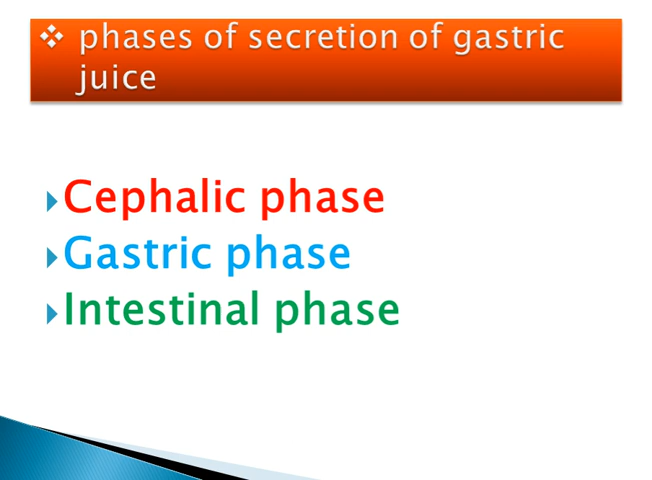 ❖ phases of secretion of gastric
juice
Cephalic phase
Gastric phase
Intestinal phase